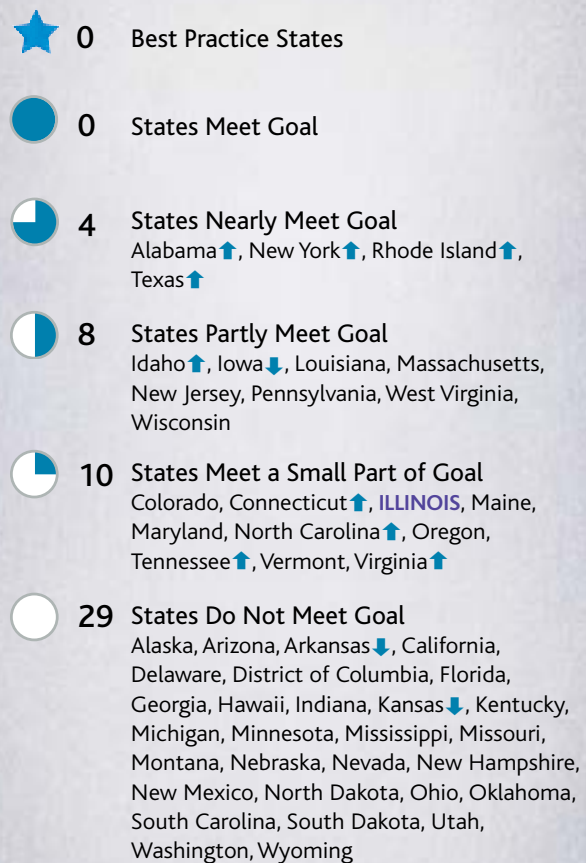 0 Best Practice States
0 States Meet Goal
4 States Nearly Meet Goal
Alabama⬆, New York⬆, Rhode Island⬆,
Texas⬆
8 States Partly Meet Goal
Idaho⬆, Iowa⬇, Louisiana, Massachusetts,
New Jersey, Pennsylvania, West Virginia,
Wisconsin
10 States Meet a Small Part of Goal
Colorado, Connecticut⬆, ILLINOIS, Maine,
Maryland, North Carolina⬆, Oregon,
Tennessee⬆, Vermont, Virginia⬆
29 States Do Not Meet Goal
Alaska, Arizona, Arkansas⬇, California,
Delaware, District of Columbia, Florida,
Georgia, Hawaii, Indiana, Kansas⬇, Kentucky,
Michigan, Minnesota, Mississippi, Missouri,
Montana, Nebraska, Nevada, New Hampshire,
New Mexico, North Dakota, Ohio, Oklahoma,
South Carolina, South Dakota, Utah,
Washington, Wyoming